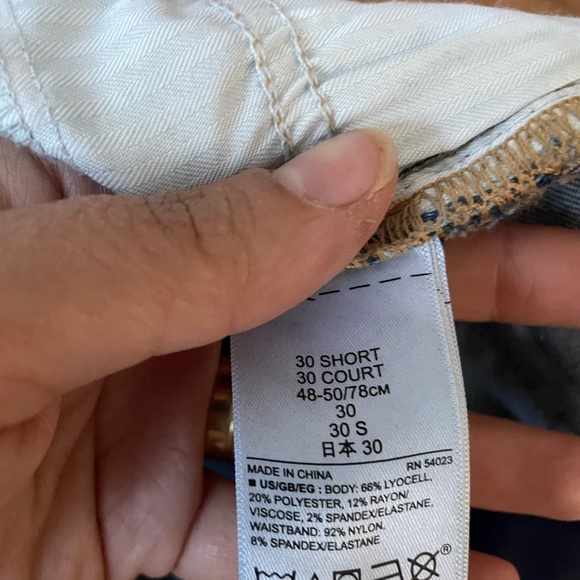 30 SHORT
30 COURT
48-50/78CM
30
30 S
日本 30
MADE IN CHINA RN 54023
■ US/GB/EG : BODY: 66% LYOCELL,
20% POLYESTER, 12% RAYON/
VISCOSE, 2% SPANDEX/ELASTANE,
WAISTBAND: 92% NYLON,
8% SPANDEX/ELASTANE
®